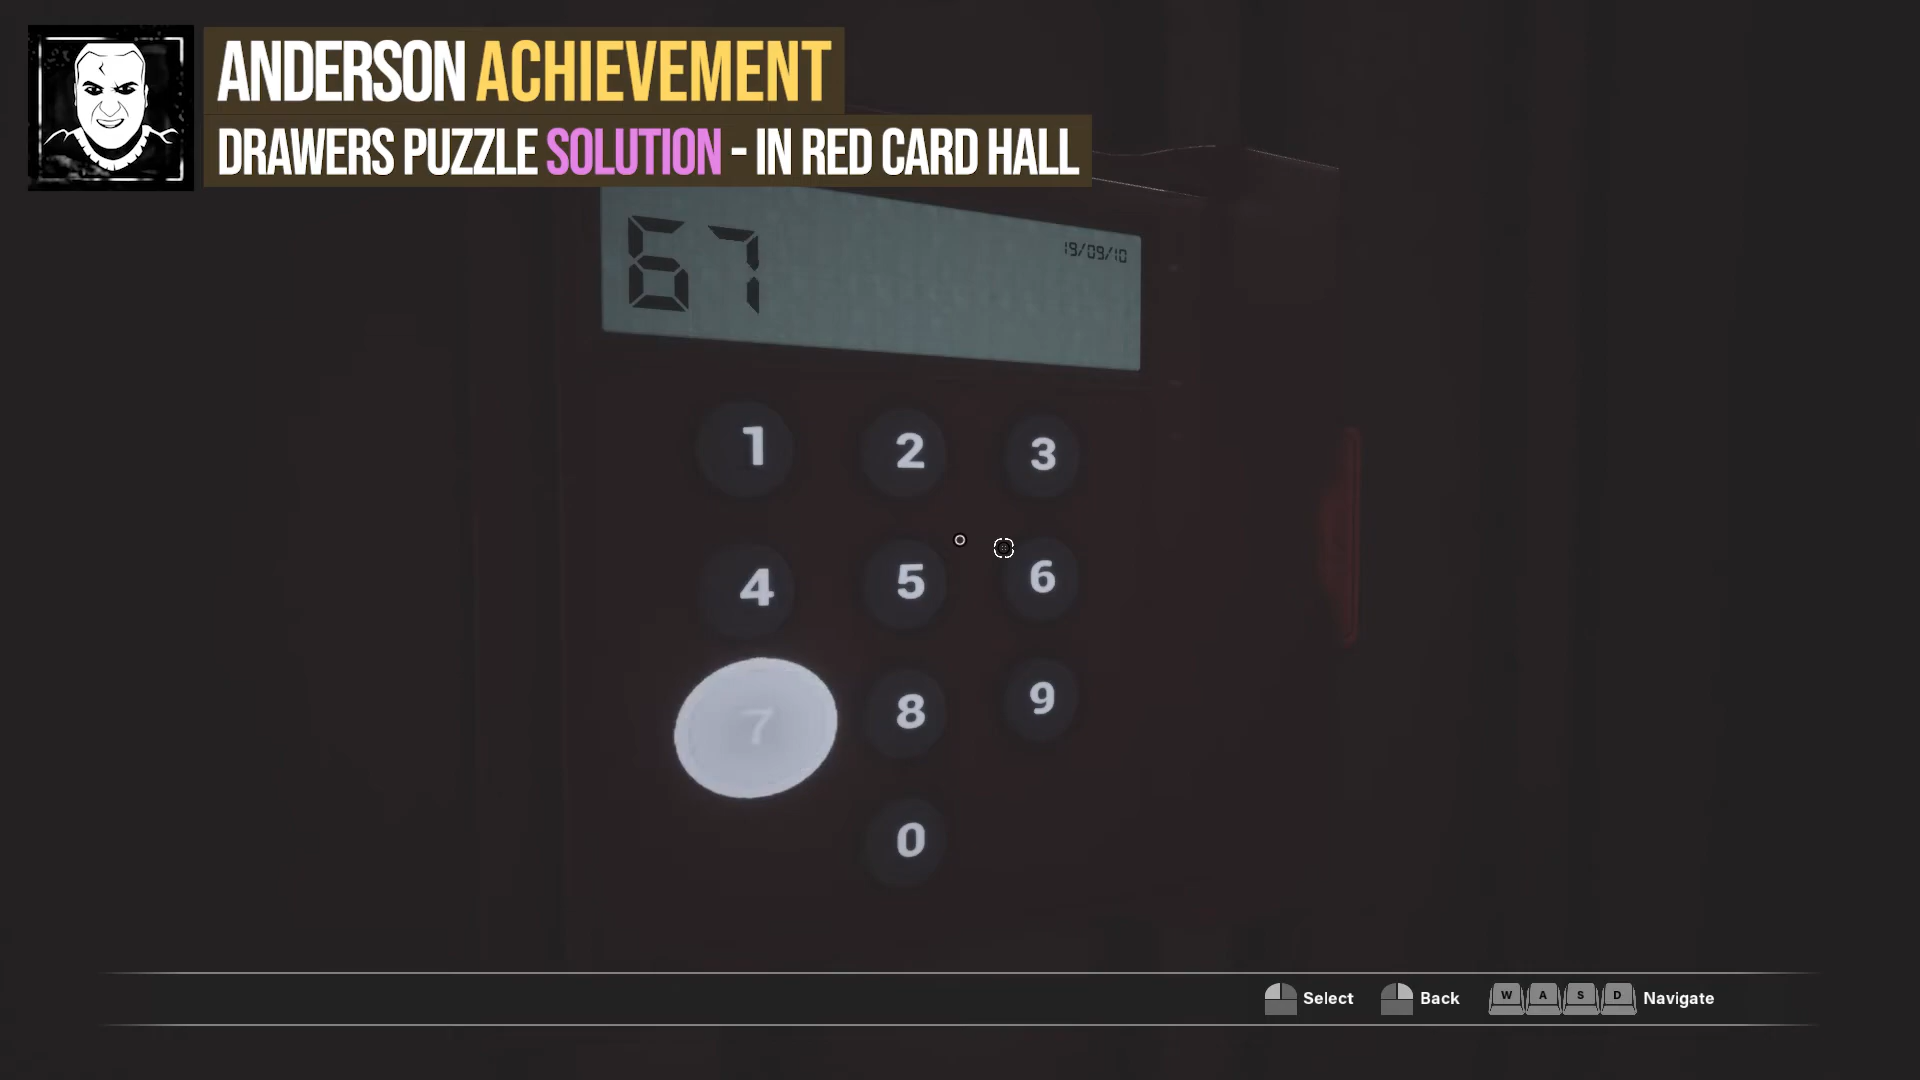 ANDERSON ACHIEVEMENT
DRAWERS PUZZLE SOLUTION - IN RED CARD HALL
67
19/09/10
1 2 3
4 5 6
7 8 9
0
Select Back W A S D Navigate